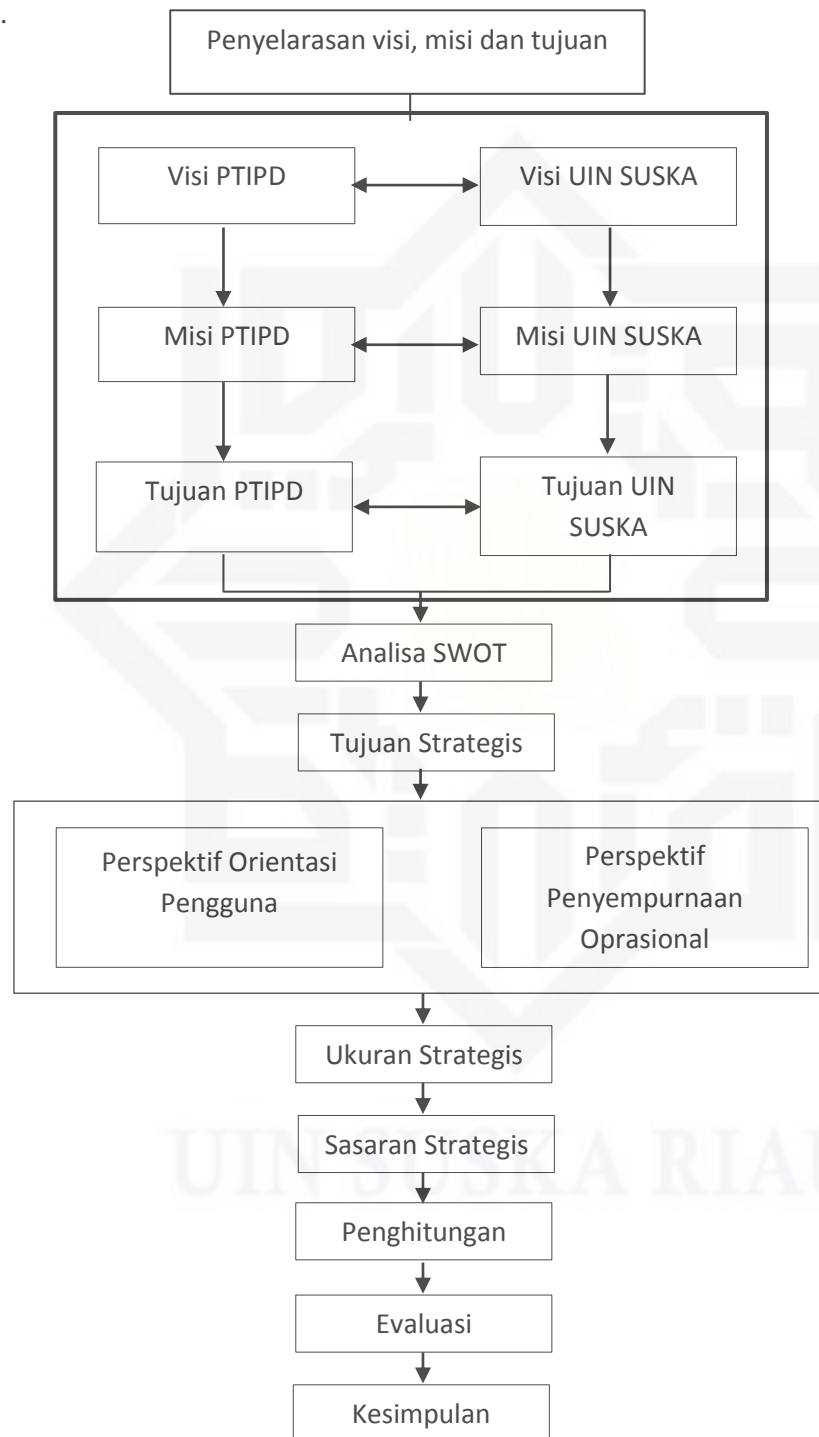 .
Penyelarasan visi, misi dan tujuan
Visi PTIPD
Visi UIN SUSKA
Misi PTIPD
Misi UIN SUSKA
Tujuan PTIPD
Tujuan UIN
SUSKA
Analisa SWOT
Tujuan Strategis
Perspektif Orientasi
Pengguna
Perspektif
Penyempurnaan
Oprasional
Ukuran Strategis
Sasaran Strategis
UIN SUSKA RIAU
Penghitungan
Evaluasi
Kesimpulan